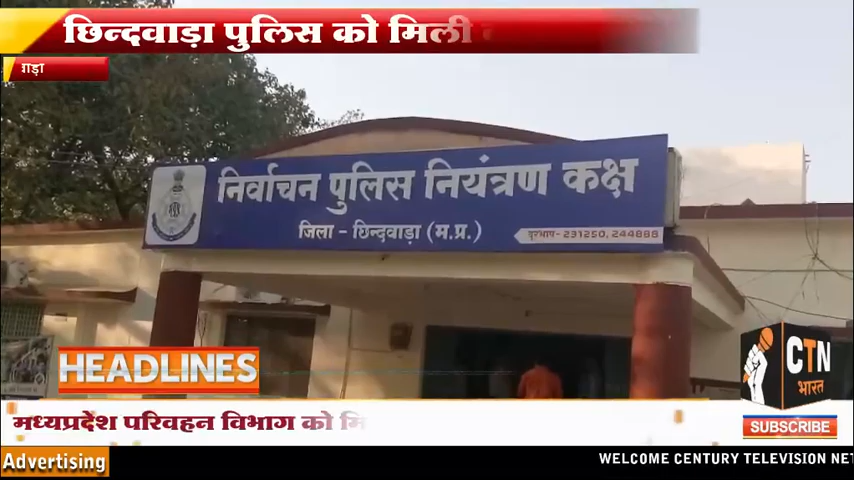 छिन्दवाड़ा पुलिस को मिली
निर्वाचन पुलिस नियंत्रण कक्ष
जिला - छिन्दवाड़ा (म.प्र.)
दूरभाष- 231250, 244888
HEADLINES
CTN
भारत
मध्यप्रदेश परिवहन विभाग को
SUBSCRIBE
Advertising
WELCOME CENTURY TELEVISION NET